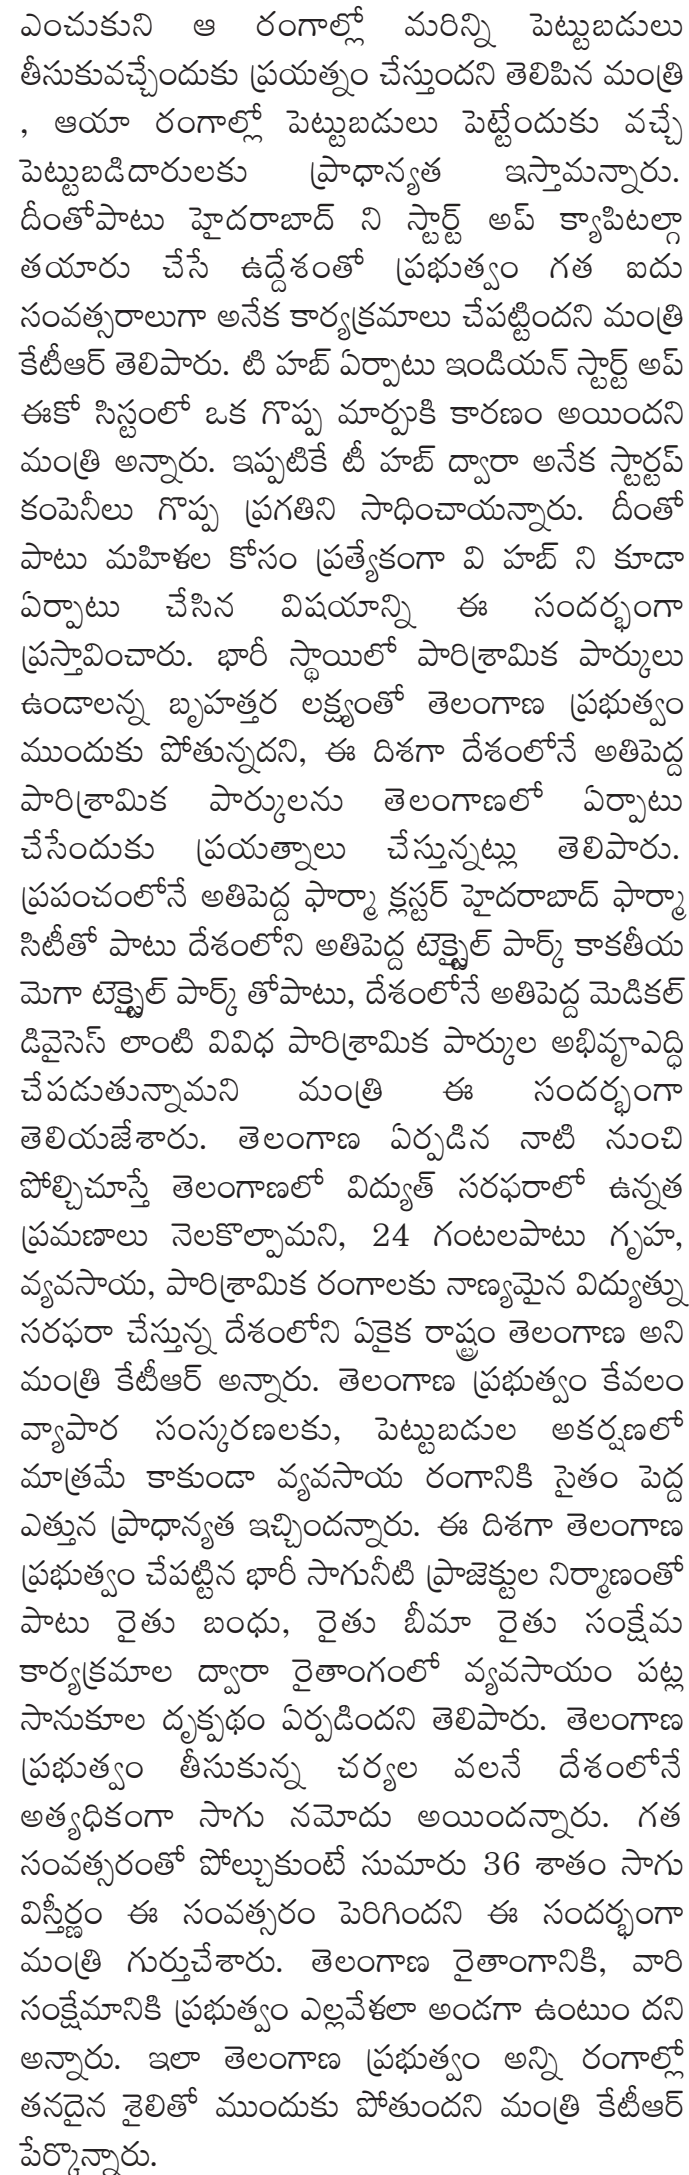 ఎంచుకుని ఆ రంగాల్లో మరిన్ని పెట్టుబడులు
తీసుకువచ్చేందుకు ప్రయత్నం చేస్తుందని తెలిపిన మంత్రి
, ఆయా రంగాల్లో పెట్టుబడులు పెట్టేందుకు వచ్చే
పెట్టుబడిదారులకు ప్రాధాన్యత ఇస్తామన్నారు.
దీంతోపాటు హైదరాబాద్ ని స్టార్ట్ అప్ క్యాపిటల్గా
తయారు చేసే ఉద్దేశంతో ప్రభుత్వం గత ఐదు
సంవత్సరాలుగా అనేక కార్యక్రమాలు చేపట్టిందని మంత్రి
కేటీఆర్ తెలిపారు. టి హబ్ ఏర్పాటు ఇండియన్ స్టార్ట్ అప్
ఈకో సిస్టంలో ఒక గొప్ప మార్పుకి కారణం అయిందని
మంత్రి అన్నారు. ఇప్పటికే టీ హబ్ ద్వారా అనేక స్టార్టప్
కంపెనీలు గొప్ప ప్రగతిని సాధించాయన్నారు. దీంతో
పాటు మహిళల కోసం ప్రత్యేకంగా వి హబ్ ని కూడా
ఏర్పాటు చేసిన విషయాన్ని ఈ సందర్భంగా
ప్రస్తావించారు. భారీ స్థాయిలో పారిశ్రామిక పార్కులు
ఉండాలన్న బృహత్తర లక్ష్యంతో తెలంగాణ ప్రభుత్వం
ముందుకు పోతున్నదని, ఈ దిశగా దేశంలోనే అతిపెద్ద
పారిశ్రామిక పార్కులను తెలంగాణలో ఏర్పాటు
చేసేందుకు ప్రయత్నాలు చేస్తున్నట్లు తెలిపారు.
ప్రపంచంలోనే అతిపెద్ద ఫార్మా క్లస్టర్ హైదరాబాద్ ఫార్మా
సిటీతో పాటు దేశంలోని అతిపెద్ద టెక్స్టైల్ పార్క్ కాకతీయ
మెగా టెక్స్టైల్ పార్క్ తోపాటు, దేశంలోనే అతిపెద్ద మెడికల్
డివైసెస్ లాంటి వివిధ పారిశ్రామిక పార్కుల అభివృఎద్ధి
చేపడుతున్నామని మంత్రి ఈ సందర్భంగా
తెలియజేశారు. తెలంగాణ ఏర్పడిన నాటి నుంచి
పోల్చిచూస్తే తెలంగాణలో విద్యుత్ సరఫరాలో ఉన్నత
ప్రమణాలు నెలకొల్పామని, 24 గంటలపాటు గృహ,
వ్యవసాయ, పారిశ్రామిక రంగాలకు నాణ్యమైన విద్యుత్ను
సరఫరా చేస్తున్న దేశంలోని ఏకైక రాష్ట్రం తెలంగాణ అని
మంత్రి కేటీఆర్ అన్నారు. తెలంగాణ ప్రభుత్వం కేవలం
వ్యాపార సంస్కరణలకు, పెట్టుబడుల అకర్షణలో
మాత్రమే కాకుండా వ్యవసాయ రంగానికి సైతం పెద్ద
ఎత్తున ప్రాధాన్యత ఇచ్చిందన్నారు. ఈ దిశగా తెలంగాణ
ప్రభుత్వం చేపట్టిన భారీ సాగునీటి ప్రాజెక్టుల నిర్మాణంతో
పాటు రైతు బంధు, రైతు బీమా రైతు సంక్షేమ
కార్యక్రమాల ద్వారా రైతాంగంలో వ్యవసాయం పట్ల
సానుకూల దృక్పథం ఏర్పడిందని తెలిపారు. తెలంగాణ
ప్రభుత్వం తీసుకున్న చర్యల వలనే దేశంలోనే
అత్యధికంగా సాగు నమోదు అయిందన్నారు. గత
సంవత్సరంతో పోల్చుకుంటే సుమారు 36 శాతం సాగు
విస్తీర్ణం ఈ సంవత్సరం పెరిగిందని ఈ సందర్భంగా
మంత్రి గుర్తుచేశారు. తెలంగాణ రైతాంగానికి, వారి
సంక్షేమానికి ప్రభుత్వం ఎల్లవేళలా అండగా ఉంటుం దని
అన్నారు. ఇలా తెలంగాణ ప్రభుత్వం అన్ని రంగాల్లో
తనదైన శైలితో ముందుకు పోతుందని మంత్రి కేటీఆర్
పేర్కొన్నారు.